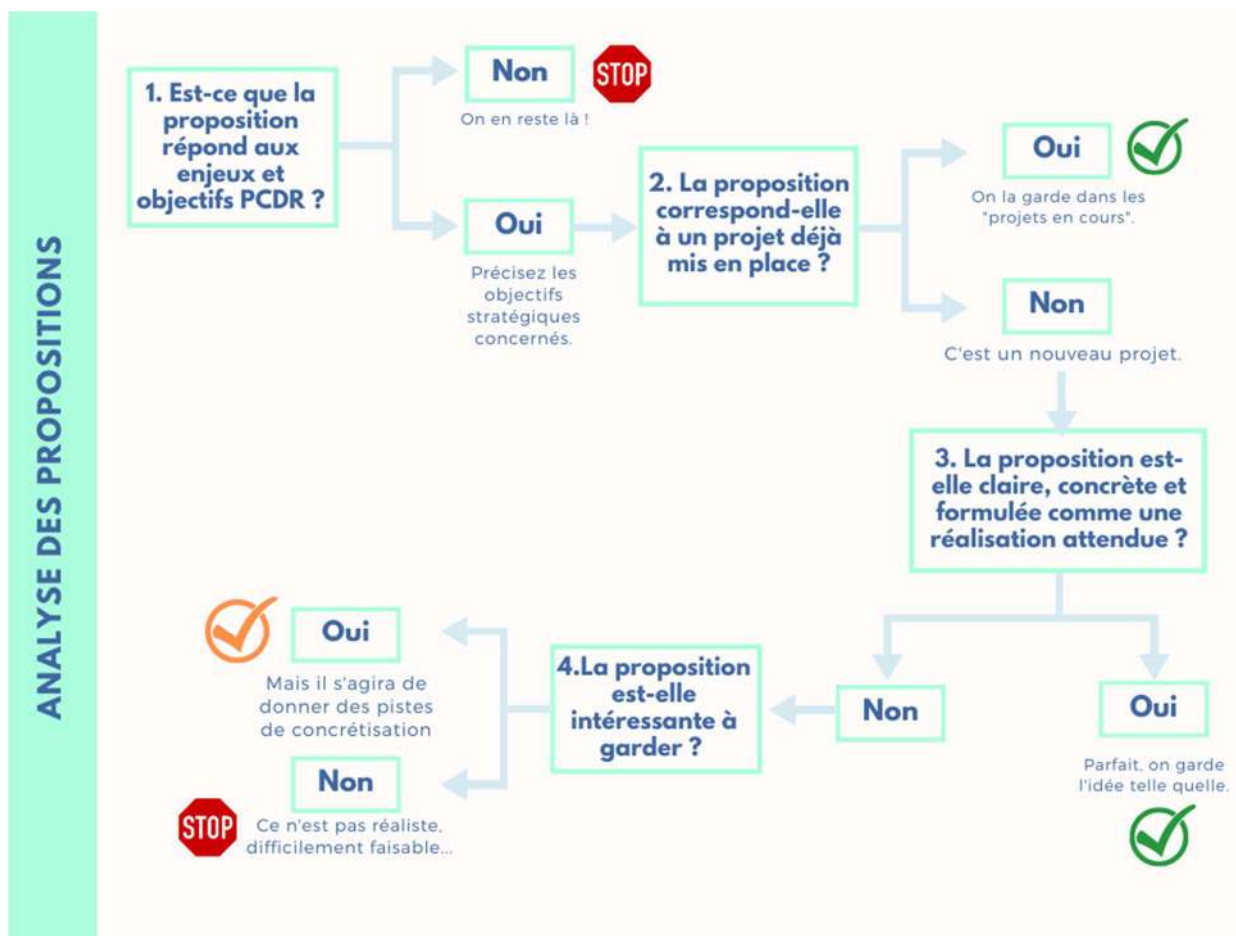 ANALYSE DES PROPOSITIONS
1. Est-ce que la
proposition
répond aux
enjeux et
objectifs PCDR ?
Non
STOP
On en reste là !
Oui
Précisez les
objectifs
stratégiques
concernés.
2. La proposition
correspond-elle
à un projet déjà
mis en place ?
Oui
On la garde dans les
"projets en cours".
Non
C'est un nouveau projet.
3. La proposition est-
elle claire, concrète et
formulée comme une
réalisation attendue ?
Non
Oui
Parfait, on garde
l'idée telle quelle.
4.La proposition
est-elle
intéressante à
garder ?
Oui
Mais il s'agira de
donner des pistes
de concrétisation
Non
STOP
Ce n'est pas réaliste,
difficilement faisable...